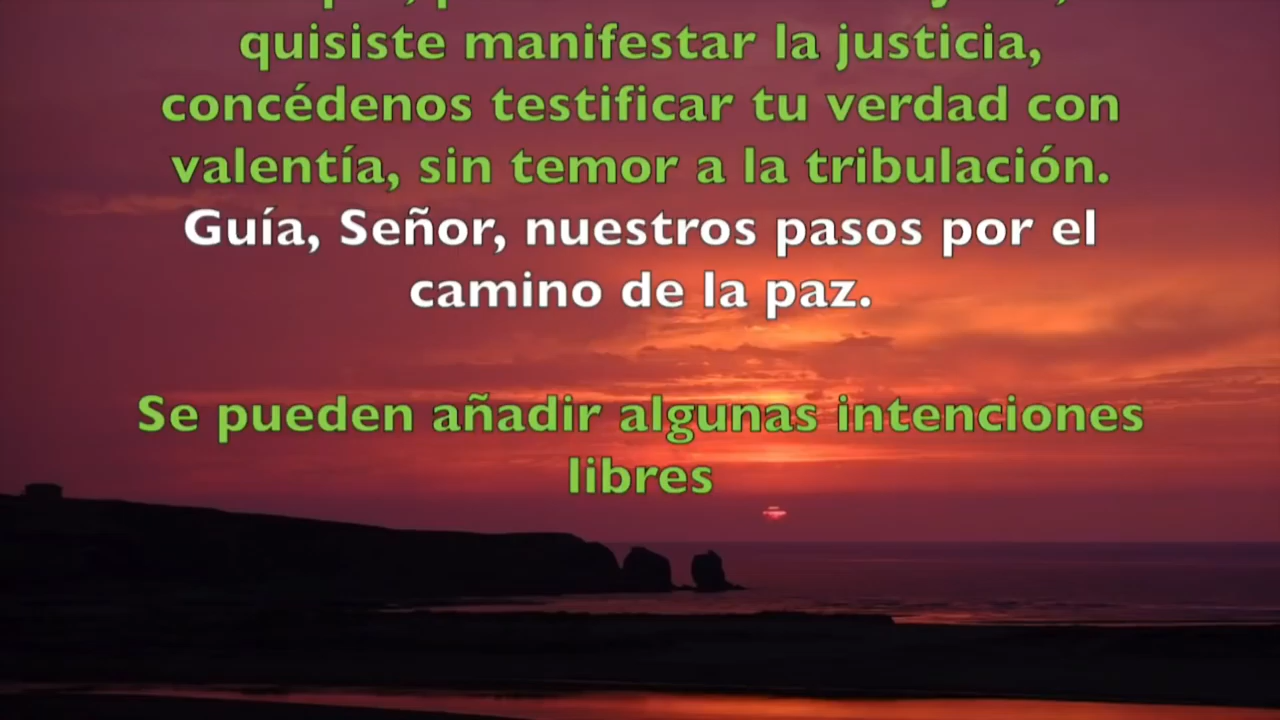 quisiste manifestar la justicia,
concédenos testificar tu verdad con
valentía, sin temor a la tribulación.
Guía, Señor, nuestros pasos por el
camino de la paz.
Se pueden añadir algunas intenciones
libres